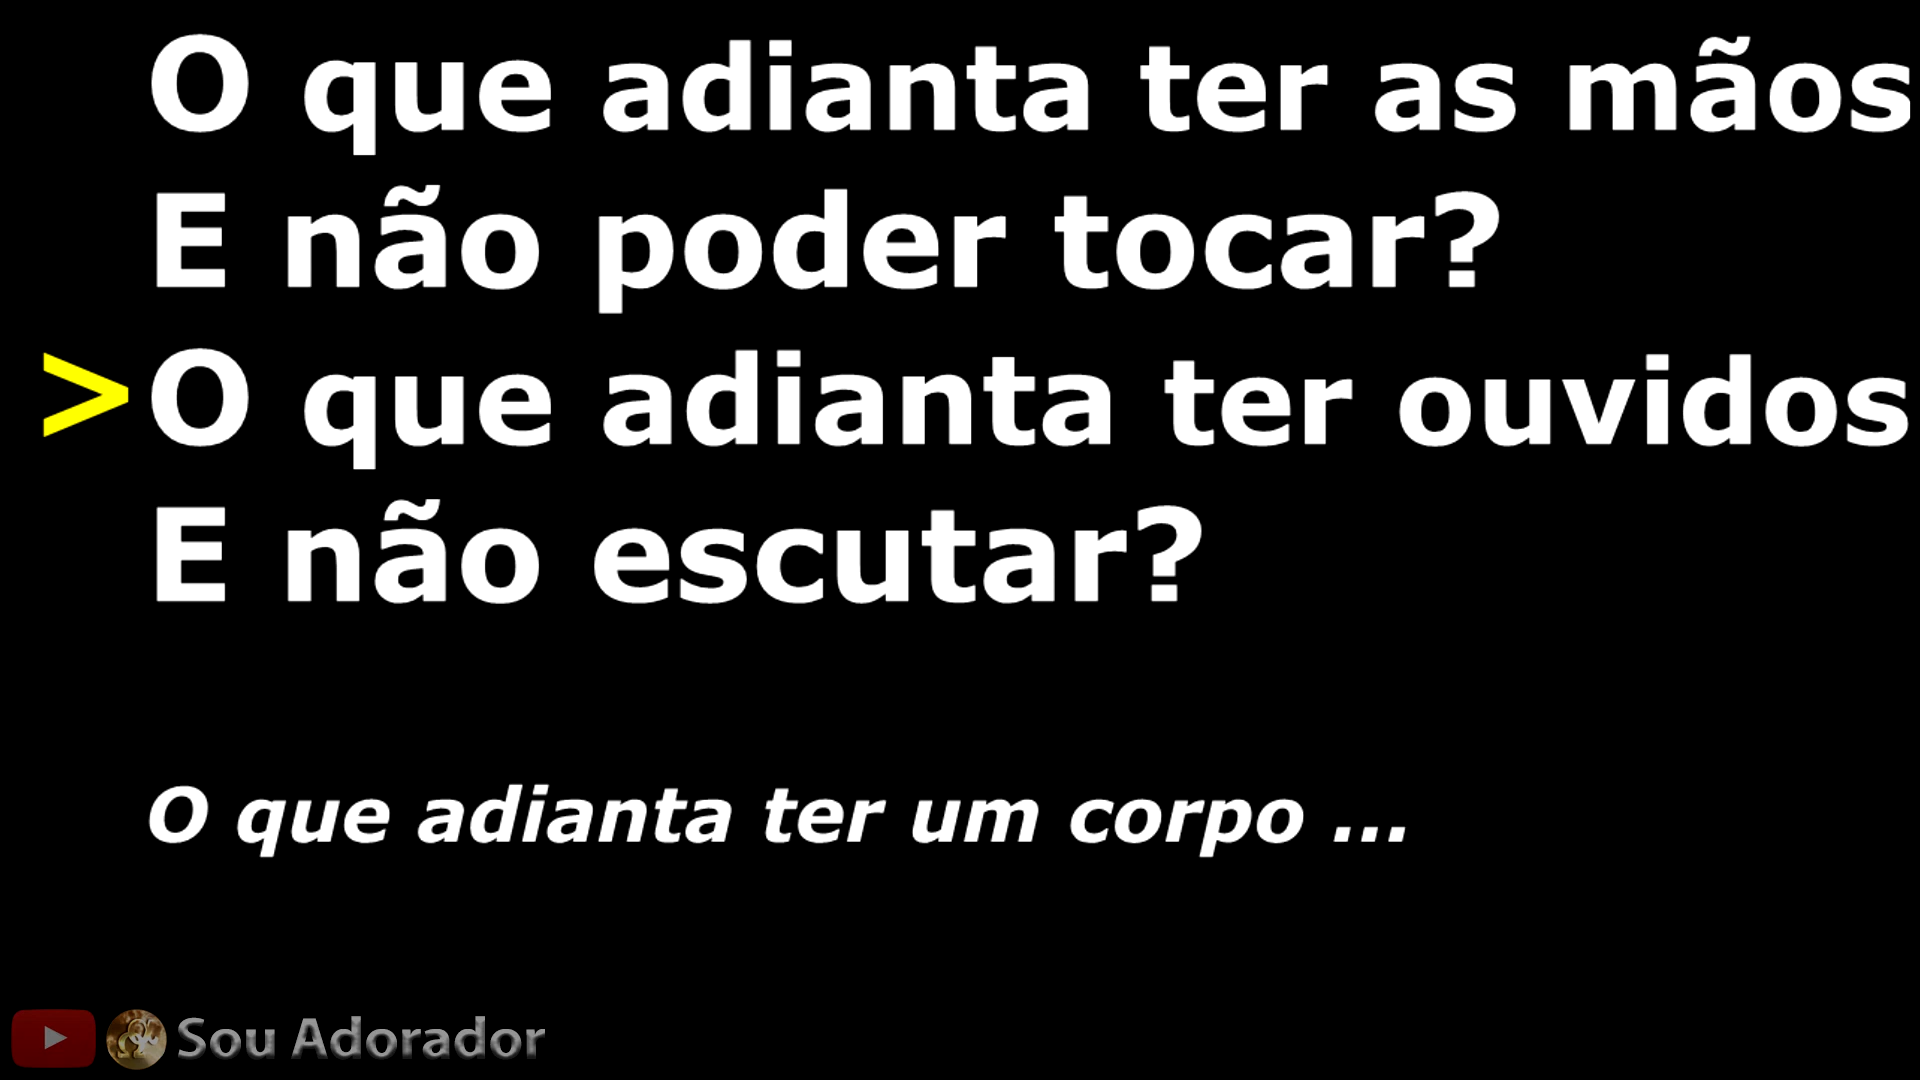 O que adianta ter as mãos
E não poder tocar?
>O que adianta ter ouvidos
E não escutar?
O que adianta ter um corpo ...
Sou Adorador